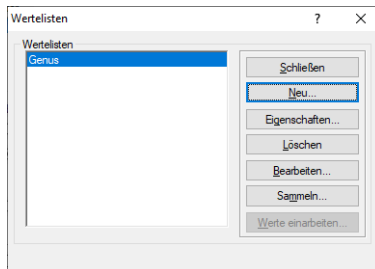 Wertelisten
?
Wertelisten
Genus
Schließen
Neu...
Eigenschaften...
Löschen
Bearbeiten...
Sammeln...
Werte einarbeiten...